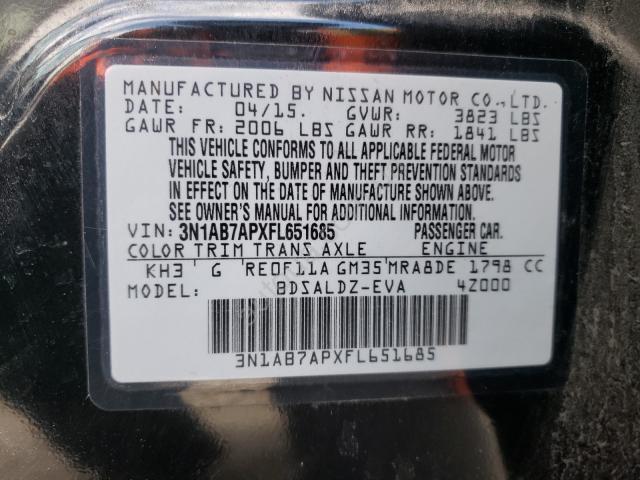 MANUFACTURED BY NISSAN MOTOR CO., LTD.
DATE: 04/15. GVWR: 3823 LBS
GAWR FR: 2006 LBS GAWR RR: 1841 LBS
THIS VEHICLE CONFORMS TO ALL APPLICABLE FEDERAL MOTOR
VEHICLE SAFETY, BUMPER AND THEFT PREVENTION STANDARDS
IN EFFECT ON THE DATE OF MANUFACTURE SHOWN ABOVE.
SEE OWNER'S MANUAL FOR ADDITIONAL INFORMATION
VIN: 3N1AB7APXFL651685 PASSENGER CAR.
COLOR TRIM TRANS AXLE ENGINE
KH3 G RE0F11A GM35 MRA8DE 1798 CC
MODEL: BDSALDZ-EVA 4Z000
3N1AB7APXFL651685